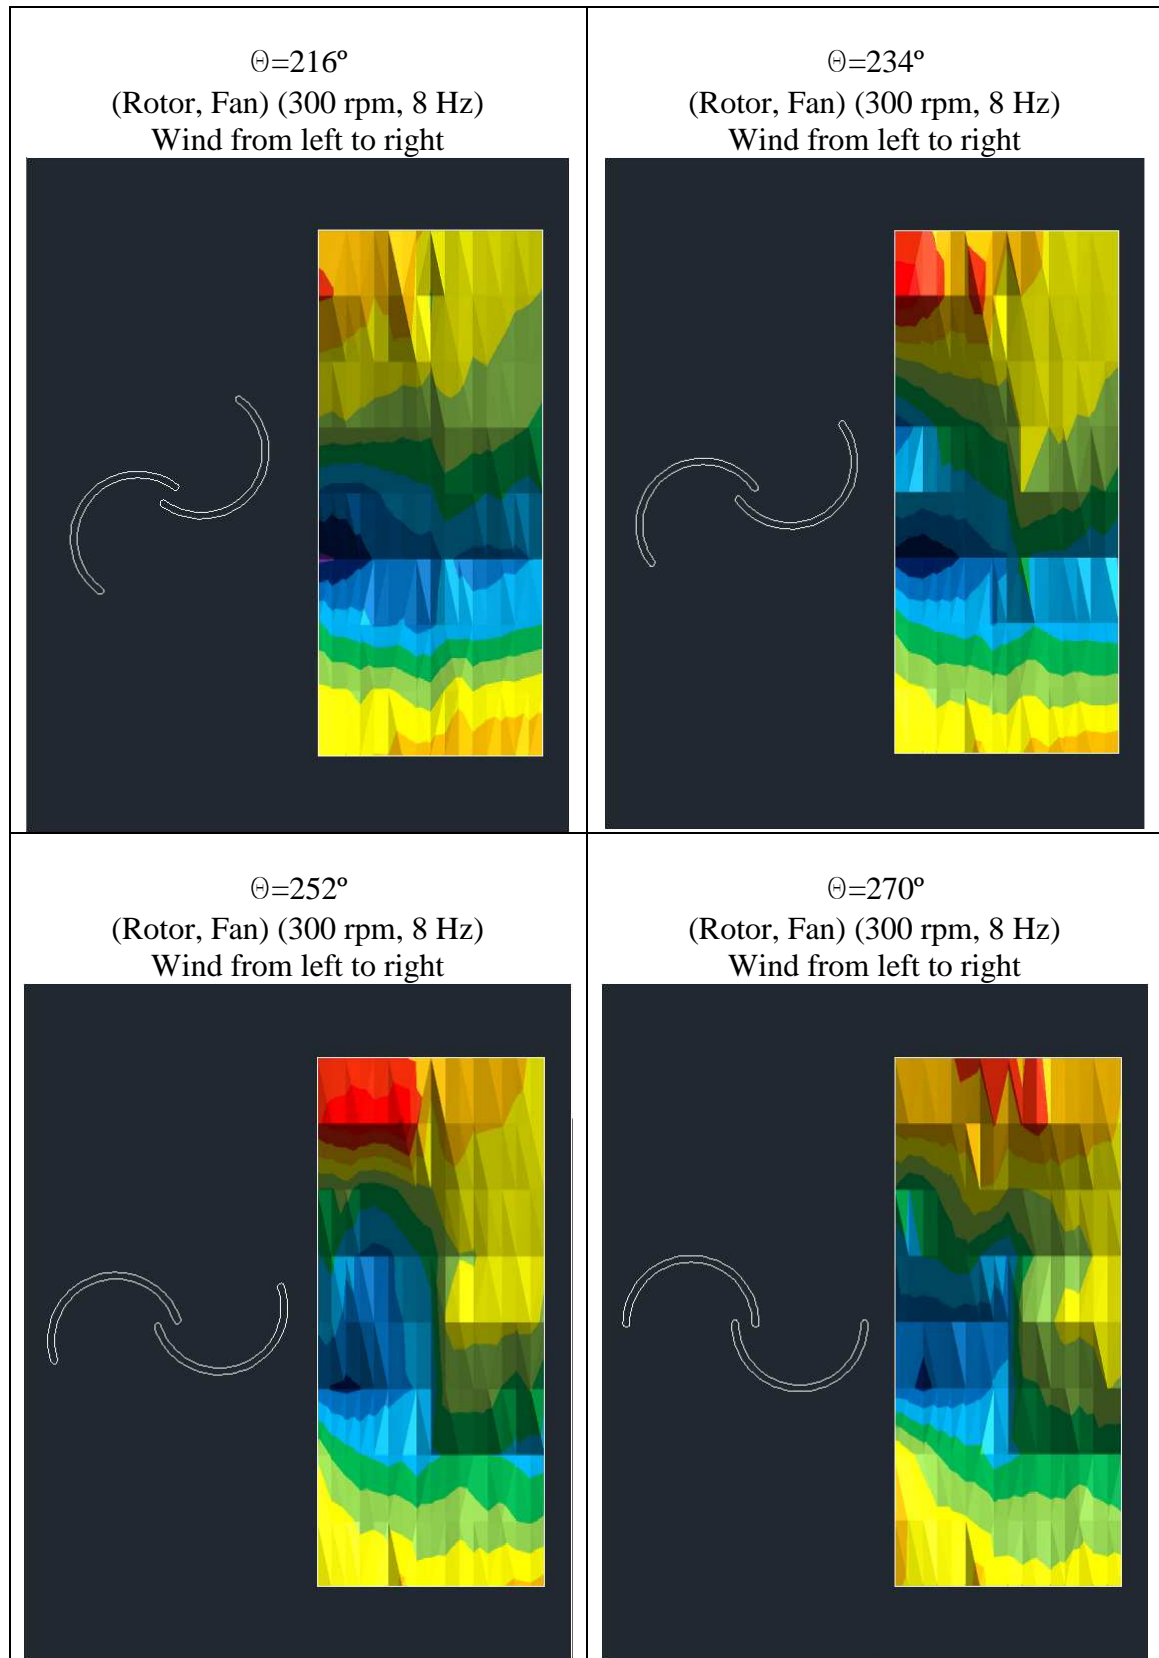 Θ=216º
(Rotor, Fan) (300 rpm, 8 Hz)
Wind from left to right
Θ=234º
(Rotor, Fan) (300 rpm, 8 Hz)
Wind from left to right
Θ=252º
(Rotor, Fan) (300 rpm, 8 Hz)
Wind from left to right
Θ=270º
(Rotor, Fan) (300 rpm, 8 Hz)
Wind from left to right